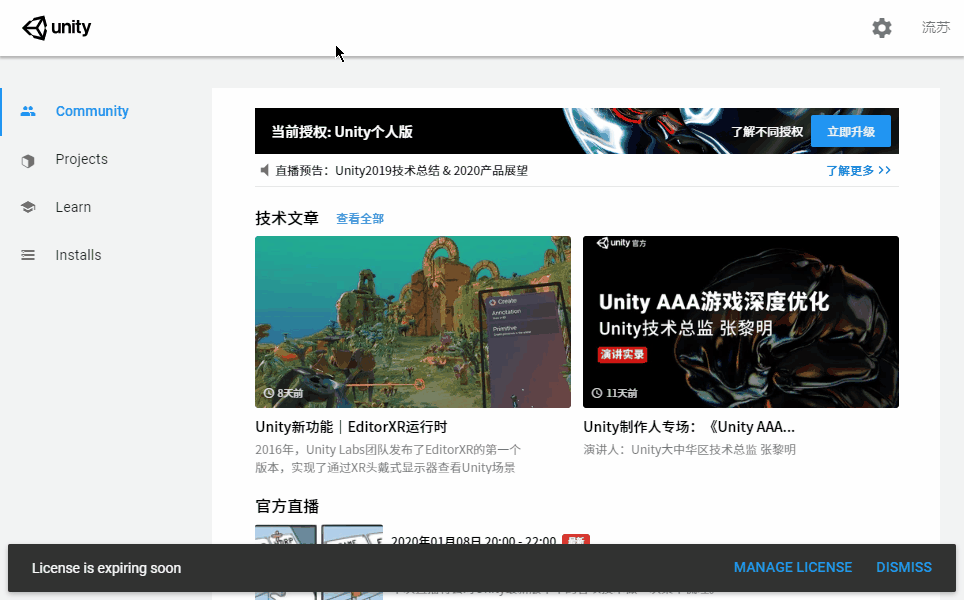 unity
流苏
Community
Projects
Learn
Installs
当前授权: Unity个人版
了解不同授权
立即升级
直播预告：Unity2019技术总结 & 2020产品展望
了解更多 >>
技术文章 查看全部
Create
Annotation
Primitive
8天前
unity 官方
Unity AAA游戏深度优化
Unity技术总监 张黎明
演讲实录
11天前
Unity新功能｜EditorXR运行时
2016年，Unity Labs团队发布了EditorXR的第一个
版本，实现了通过XR头戴式显示器查看Unity场景
Unity制作人专场：《Unity AAA...
演讲人：Unity大中华区技术总监 张黎明
官方直播
2020年01月08日 20:00 - 22:00 最新
License is expiring soon
MANAGE LICENSE
DISMISS